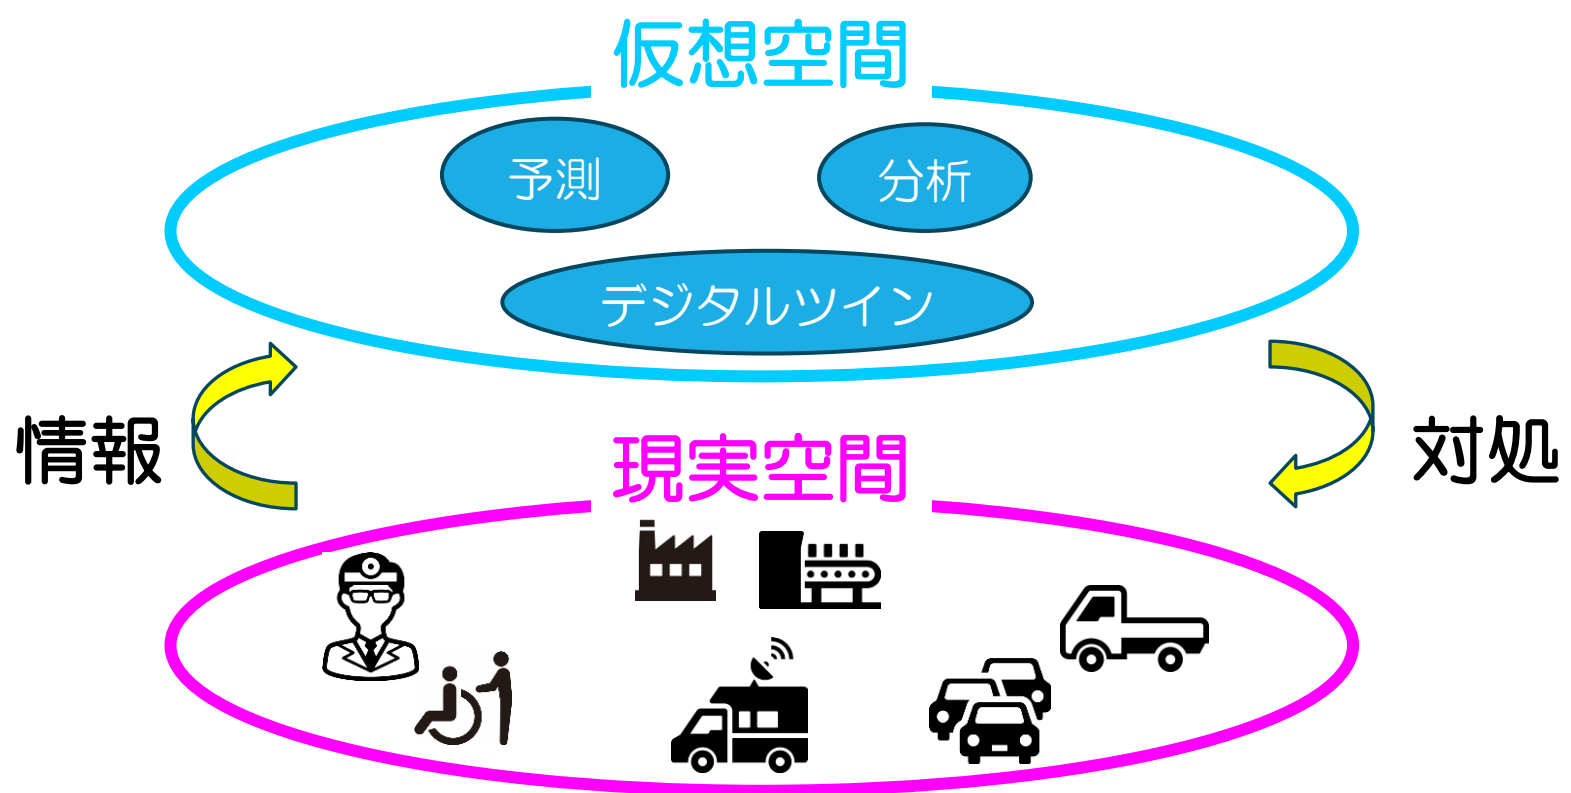 仮想空間
予測
分析
デジタルツイン
情報
対処
現実空間